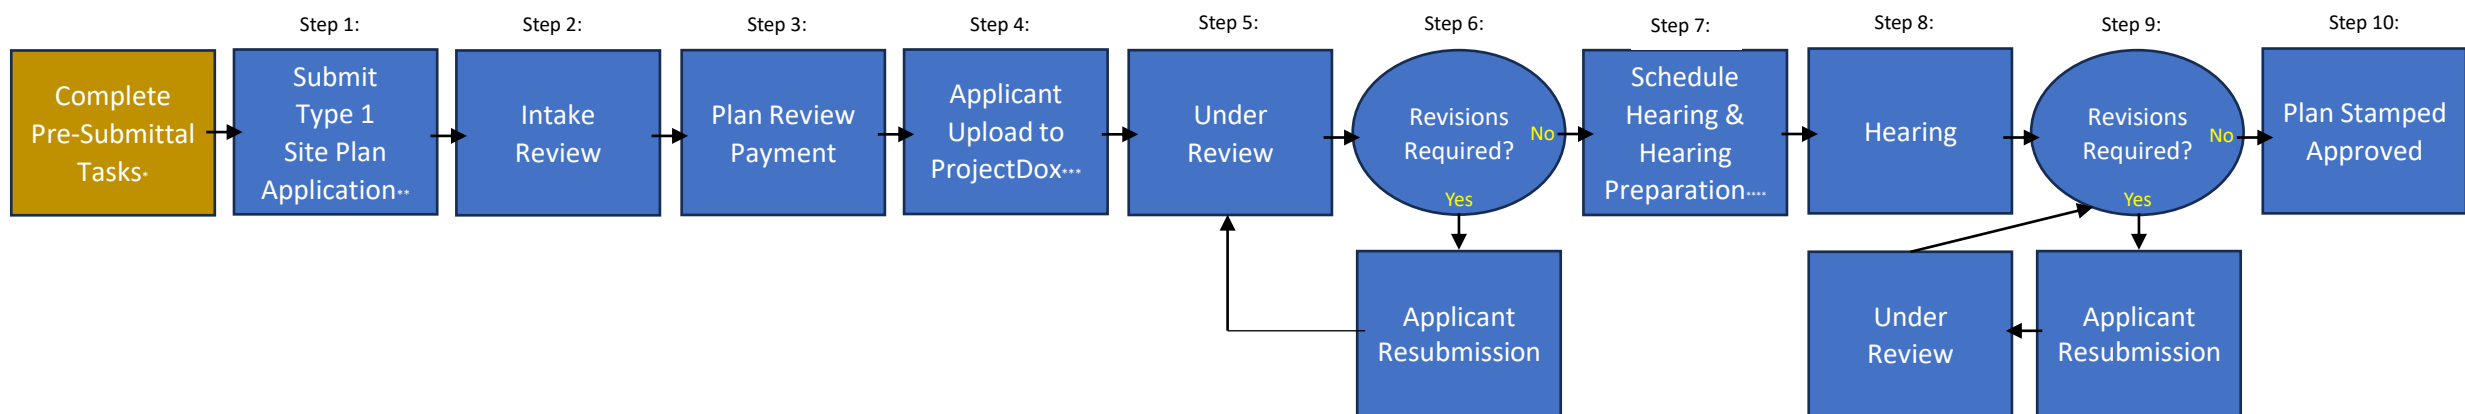 Step 1:
Step 2:
Step 3:
Step 4:
Step 5:
Step 6:
Step 7:
Step 8:
Step 9:
Step 10:
Complete
Pre-Submittal
Tasks*
Submit
Type 1
Site Plan
Application**
Intake
Review
Plan Review
Payment
Applicant
Upload to
ProjectDox***
Under
Review
Revisions
Required?
No
Yes
Schedule
Hearing &
Hearing
Preparation****
Hearing
Revisions
Required?
No
Yes
Plan Stamped
Approved
Applicant
Resubmission
Under
Review
Applicant
Resubmission